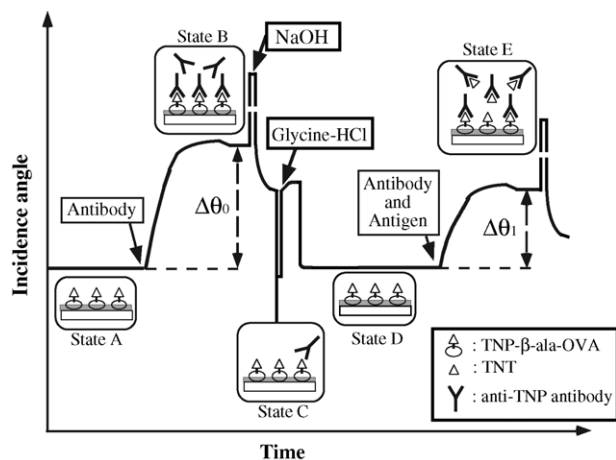 State B
NaOH
State E
Glycine-HCl
Antibody
Δθ0
Antibody
and
Antigen
Δθ1
Incidence angle
State A
State D
State C
: TNP-β-ala-OVA
: TNT
: anti-TNP antibody
Time